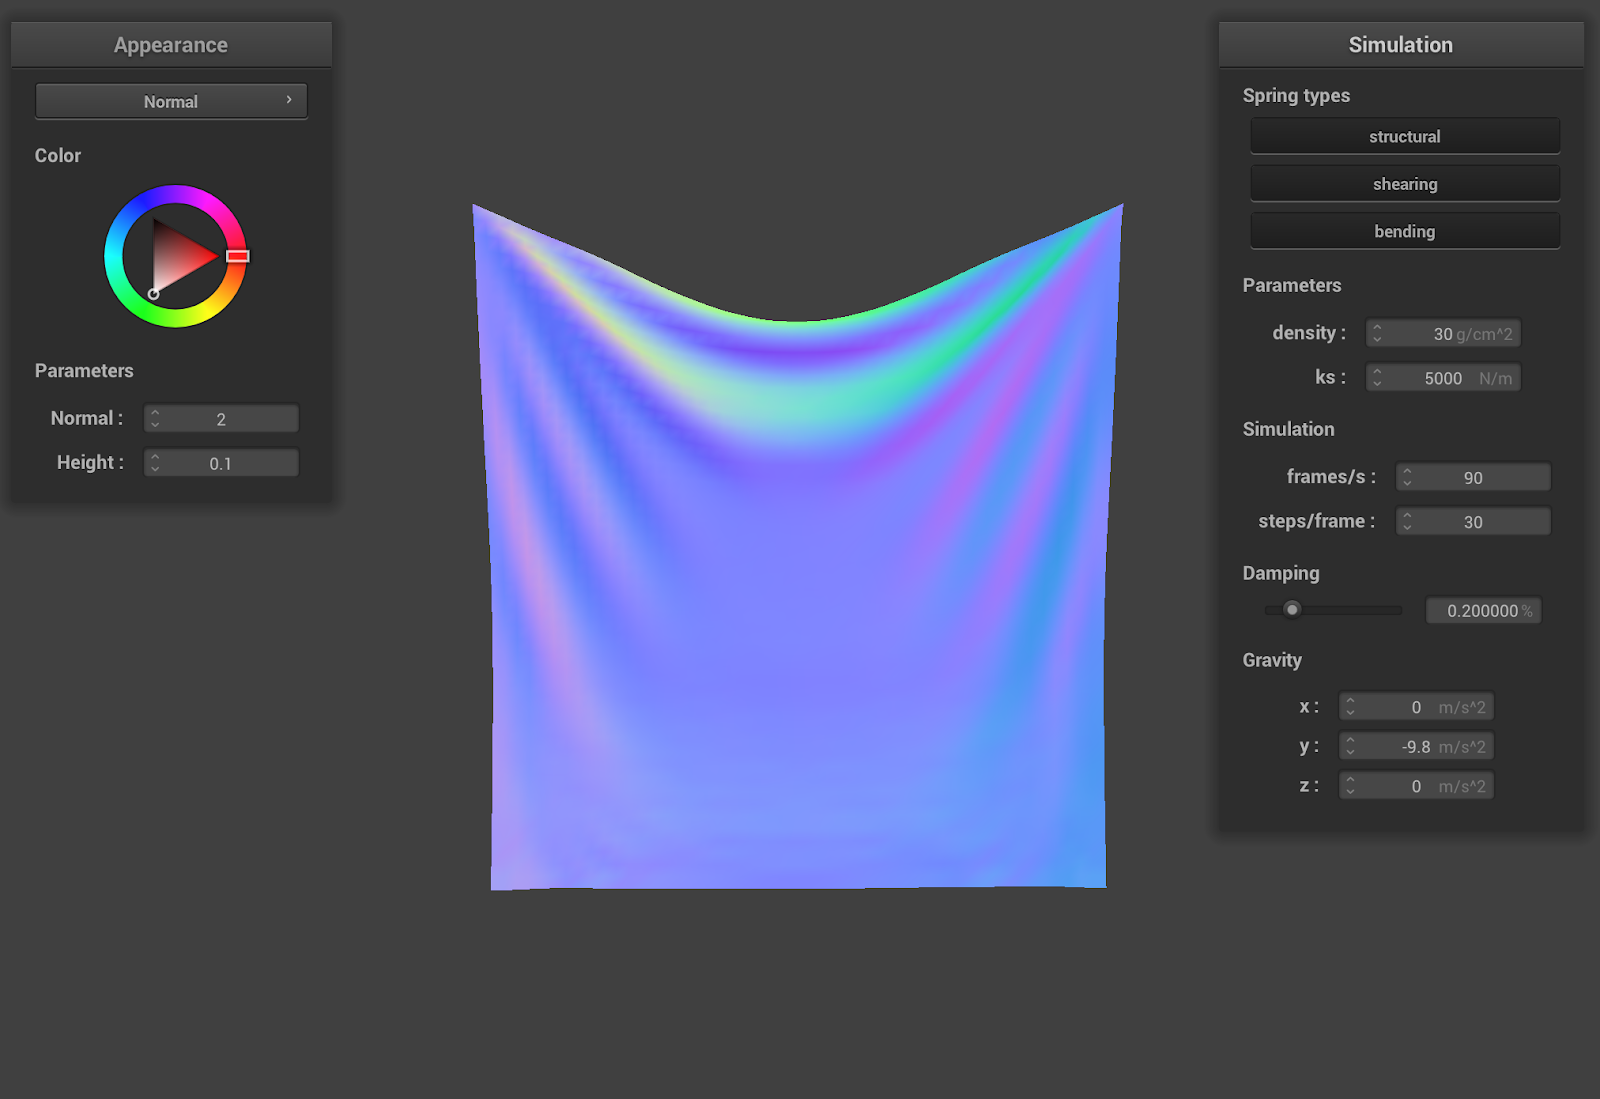 Appearance
Normal
Color
Parameters
Normal : 2
Height : 0.1
Simulation
Spring types
structural
shearing
bending
Parameters
density : 30 g/cm^2
ks : 5000 N/m
Simulation
frames/s : 90
steps/frame : 30
Damping
0.200000 %
Gravity
x : 0 m/s^2
y : -9.8 m/s^2
z : 0 m/s^2